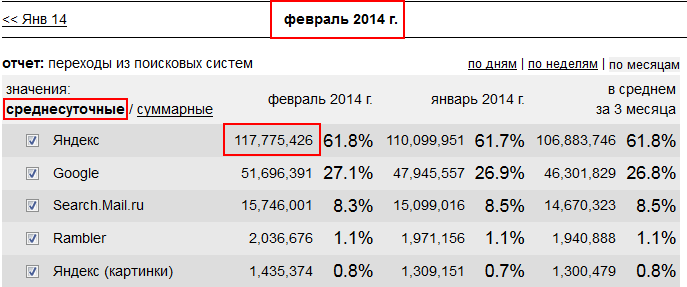 << Янв 14 февраль 2014 г.
отчет: переходы из поисковых систем по дням | по неделям | по месяцам
значения:
среднесуточные / суммарные февраль 2014 г. январь 2014 г. в среднем за 3 месяца
Яндекс 117,775,426 61.8% 110,099,951 61.7% 106,883,746 61.8%
Google 51,696,391 27.1% 47,945,557 26.9% 46,301,829 26.8%
Search.Mail.ru 15,746,001 8.3% 15,099,016 8.5% 14,670,323 8.5%
Rambler 2,036,676 1.1% 1,971,156 1.1% 1,940,888 1.1%
Яндекс (картинки) 1,435,374 0.8% 1,309,151 0.7% 1,300,479 0.8%